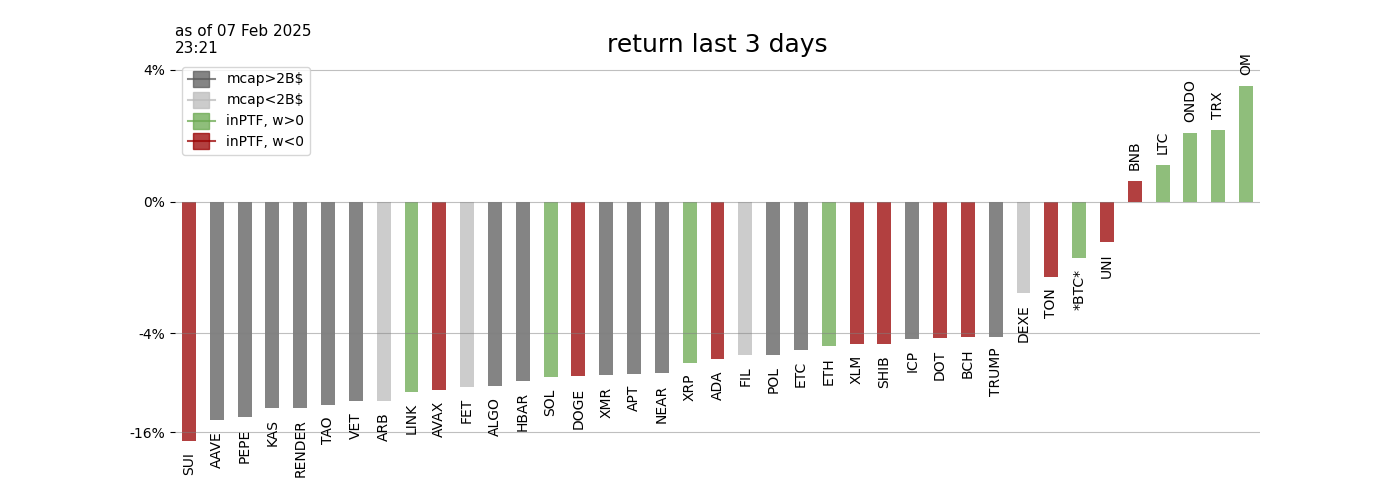 as of 07 Feb 2025
23:21
return last 3 days
4%
0%
-4%
-16%
mcap>2B$
mcap<2B$
inPTF, w>0
inPTF, w<0
SUI
AAVE
PEPE
KAS
RENDER
TAO
VET
ARB
LINK
AVAX
FET
ALGO
HBAR
SOL
DOGE
XMR
APT
NEAR
XRP
ADA
FIL
POL
ETC
ETH
XLM
SHIB
ICP
DOT
BCH
TRUMP
DEXE
TON
*BTC*
UNI
BNB
LTC
ONDO
TRX
OM